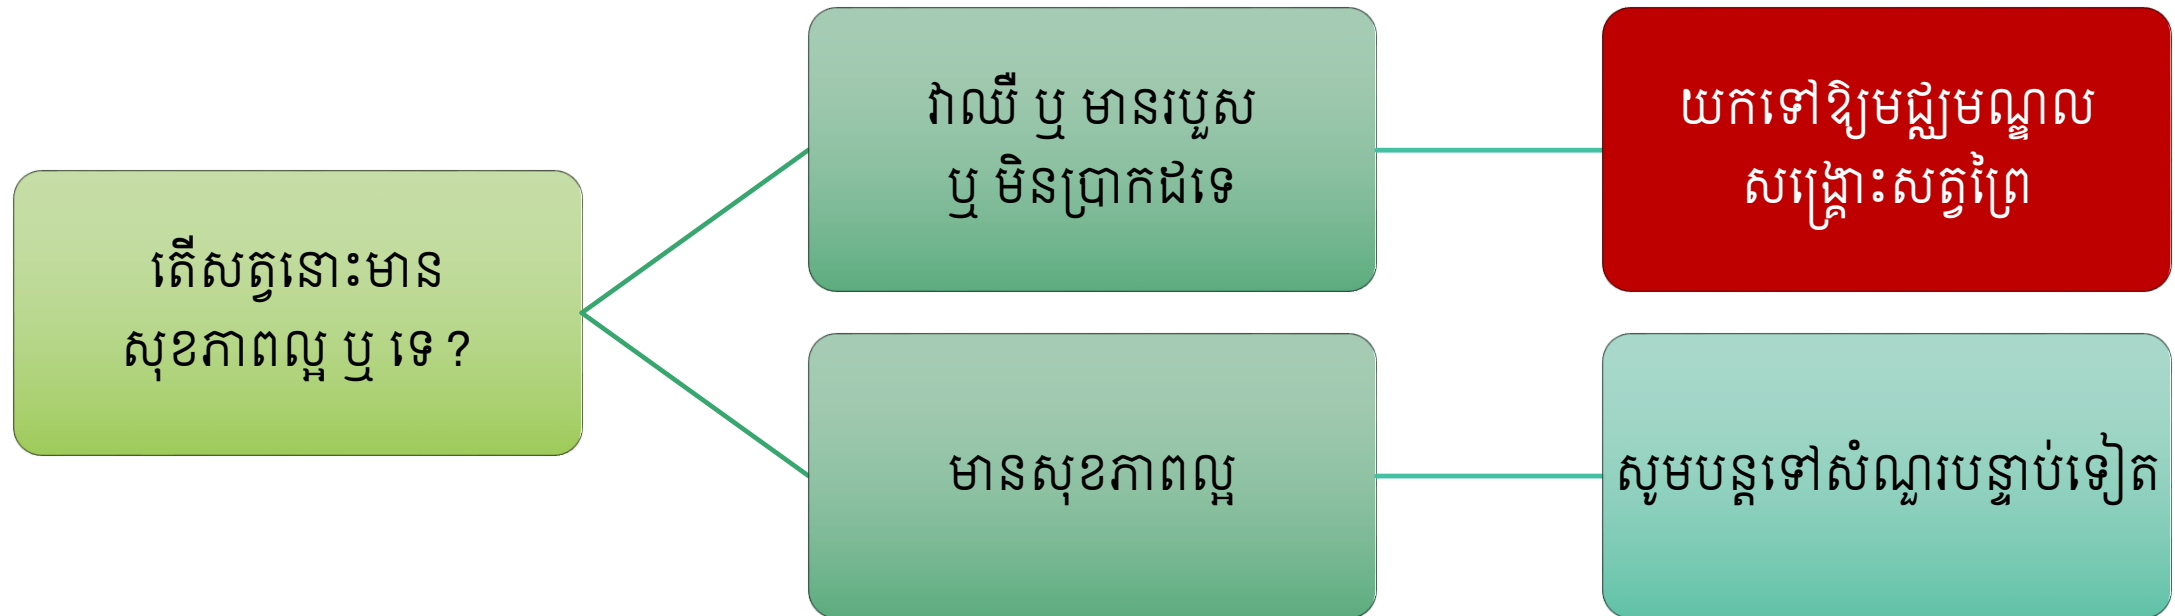 តើសត្វនោះមាន
សុខភាពល្អ ឬ ទេ ?
វាឈឺ ឬ មានរបួស
ឬ មិនប្រាកដទេ
យកទៅឱ្យមជ្ឈមណ្ឌល
សង្គ្រោះសត្វព្រៃ
មានសុខភាពល្អ
សូមបន្តទៅសំណួរបន្ទាប់ទៀត